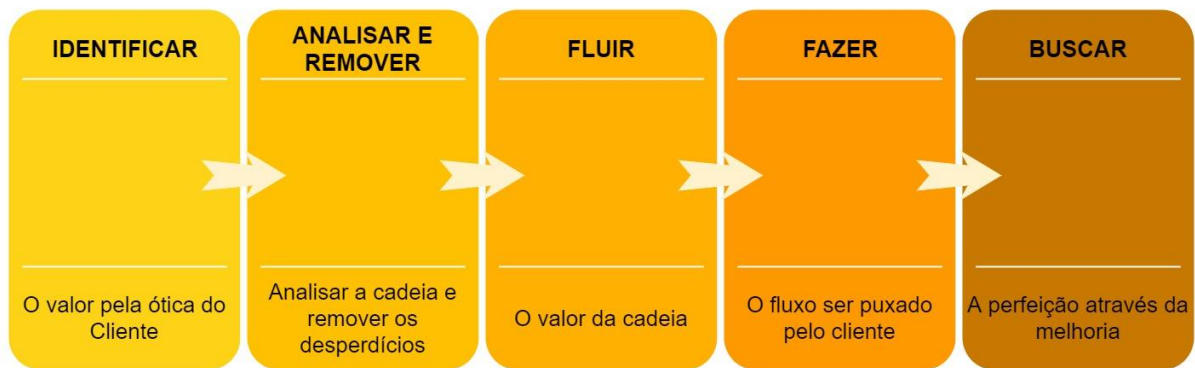 IDENTIFICAR
O valor pela ótica do
Cliente
ANALISAR E
REMOVER
Analisar a cadeia e
remover os
desperdícios
FLUIR
O valor da cadeia
FAZER
O fluxo ser puxado
pelo cliente
BUSCAR
A perfeição através da
melhoria